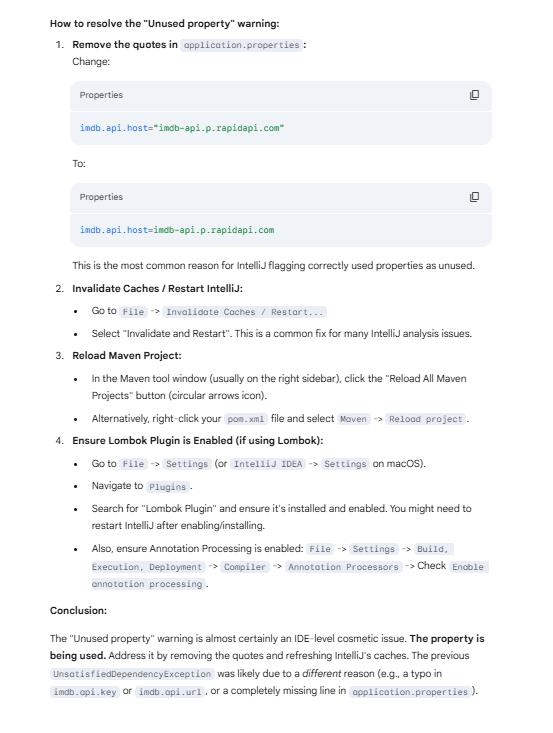 How to resolve the "Unused property" warning:
1. Remove the quotes in application.properties:
Change:
Properties
imdb.api.host="imdb-api.p.rapidapi.com"
To:
Properties
imdb.api.host=imdb-api.p.rapidapi.com
This is the most common reason for IntelliJ flagging correctly used properties as unused.
2. Invalidate Caches / Restart IntelliJ:
• Go to File -> Invalidate Caches / Restart...
• Select "Invalidate and Restart". This is a common fix for many IntelliJ analysis issues.
3. Reload Maven Project:
• In the Maven tool window (usually on the right sidebar), click the "Reload All Maven
Projects" (circular arrows icon).
• Alternatively, right-click your pom.xml file and select Maven -> Reload project.
4. Ensure Lombok Plugin is Enabled (if using Lombok):
• Go to File -> Settings (or IntelliJ IDEA -> Settings on macOS).
• Navigate to Plugins.
• Search for "Lombok Plugin" and ensure it's installed and enabled. You might need to
restart IntelliJ after enabling/installing.
• Also, ensure Annotation Processing is enabled: File -> Settings -> Build,
Execution, Deployment -> Compiler -> Annotation Processors -> Check Enable
annotation processing.
Conclusion:
The "Unused property" warning is almost certainly an IDE-level cosmetic issue. The property is
being used. Address it by removing the quotes and refreshing IntelliJ's caches. The previous
UnsatisfiedDependencyException was likely due to a different reason (e.g., a typo in
imdb.api.key or imdb.api.url, or a completely missing line in application.properties).